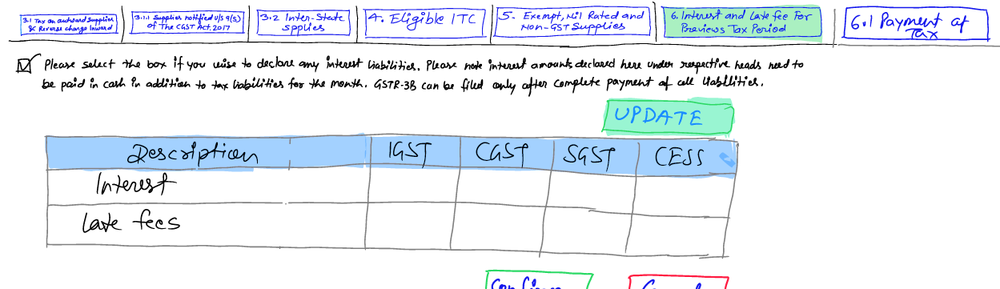 3.1 Tax on outward supplies
& Reverse charge Inward
3.1.1 Supplies notified u/s 9(5)
of The CGST Act. 2017
3.2 Inter-State
spplies
4. Eligible ITC
5. Exempt, Nil Rated and
Non-GST Supplies
6. Interest and Late fee For
Previews Tax Period
6.1 Payment of
Tax
Please select the box if you wise to declare any interest liabilities. Please note interest amounts declared here under respective heads need to
be paid in cash in addition to tax liabilities for the month. GSTR-3B can be filed only after complete payment of all liabilities.
UPDATE
Description IGST CGST SGST CESS
Interest
Late fees